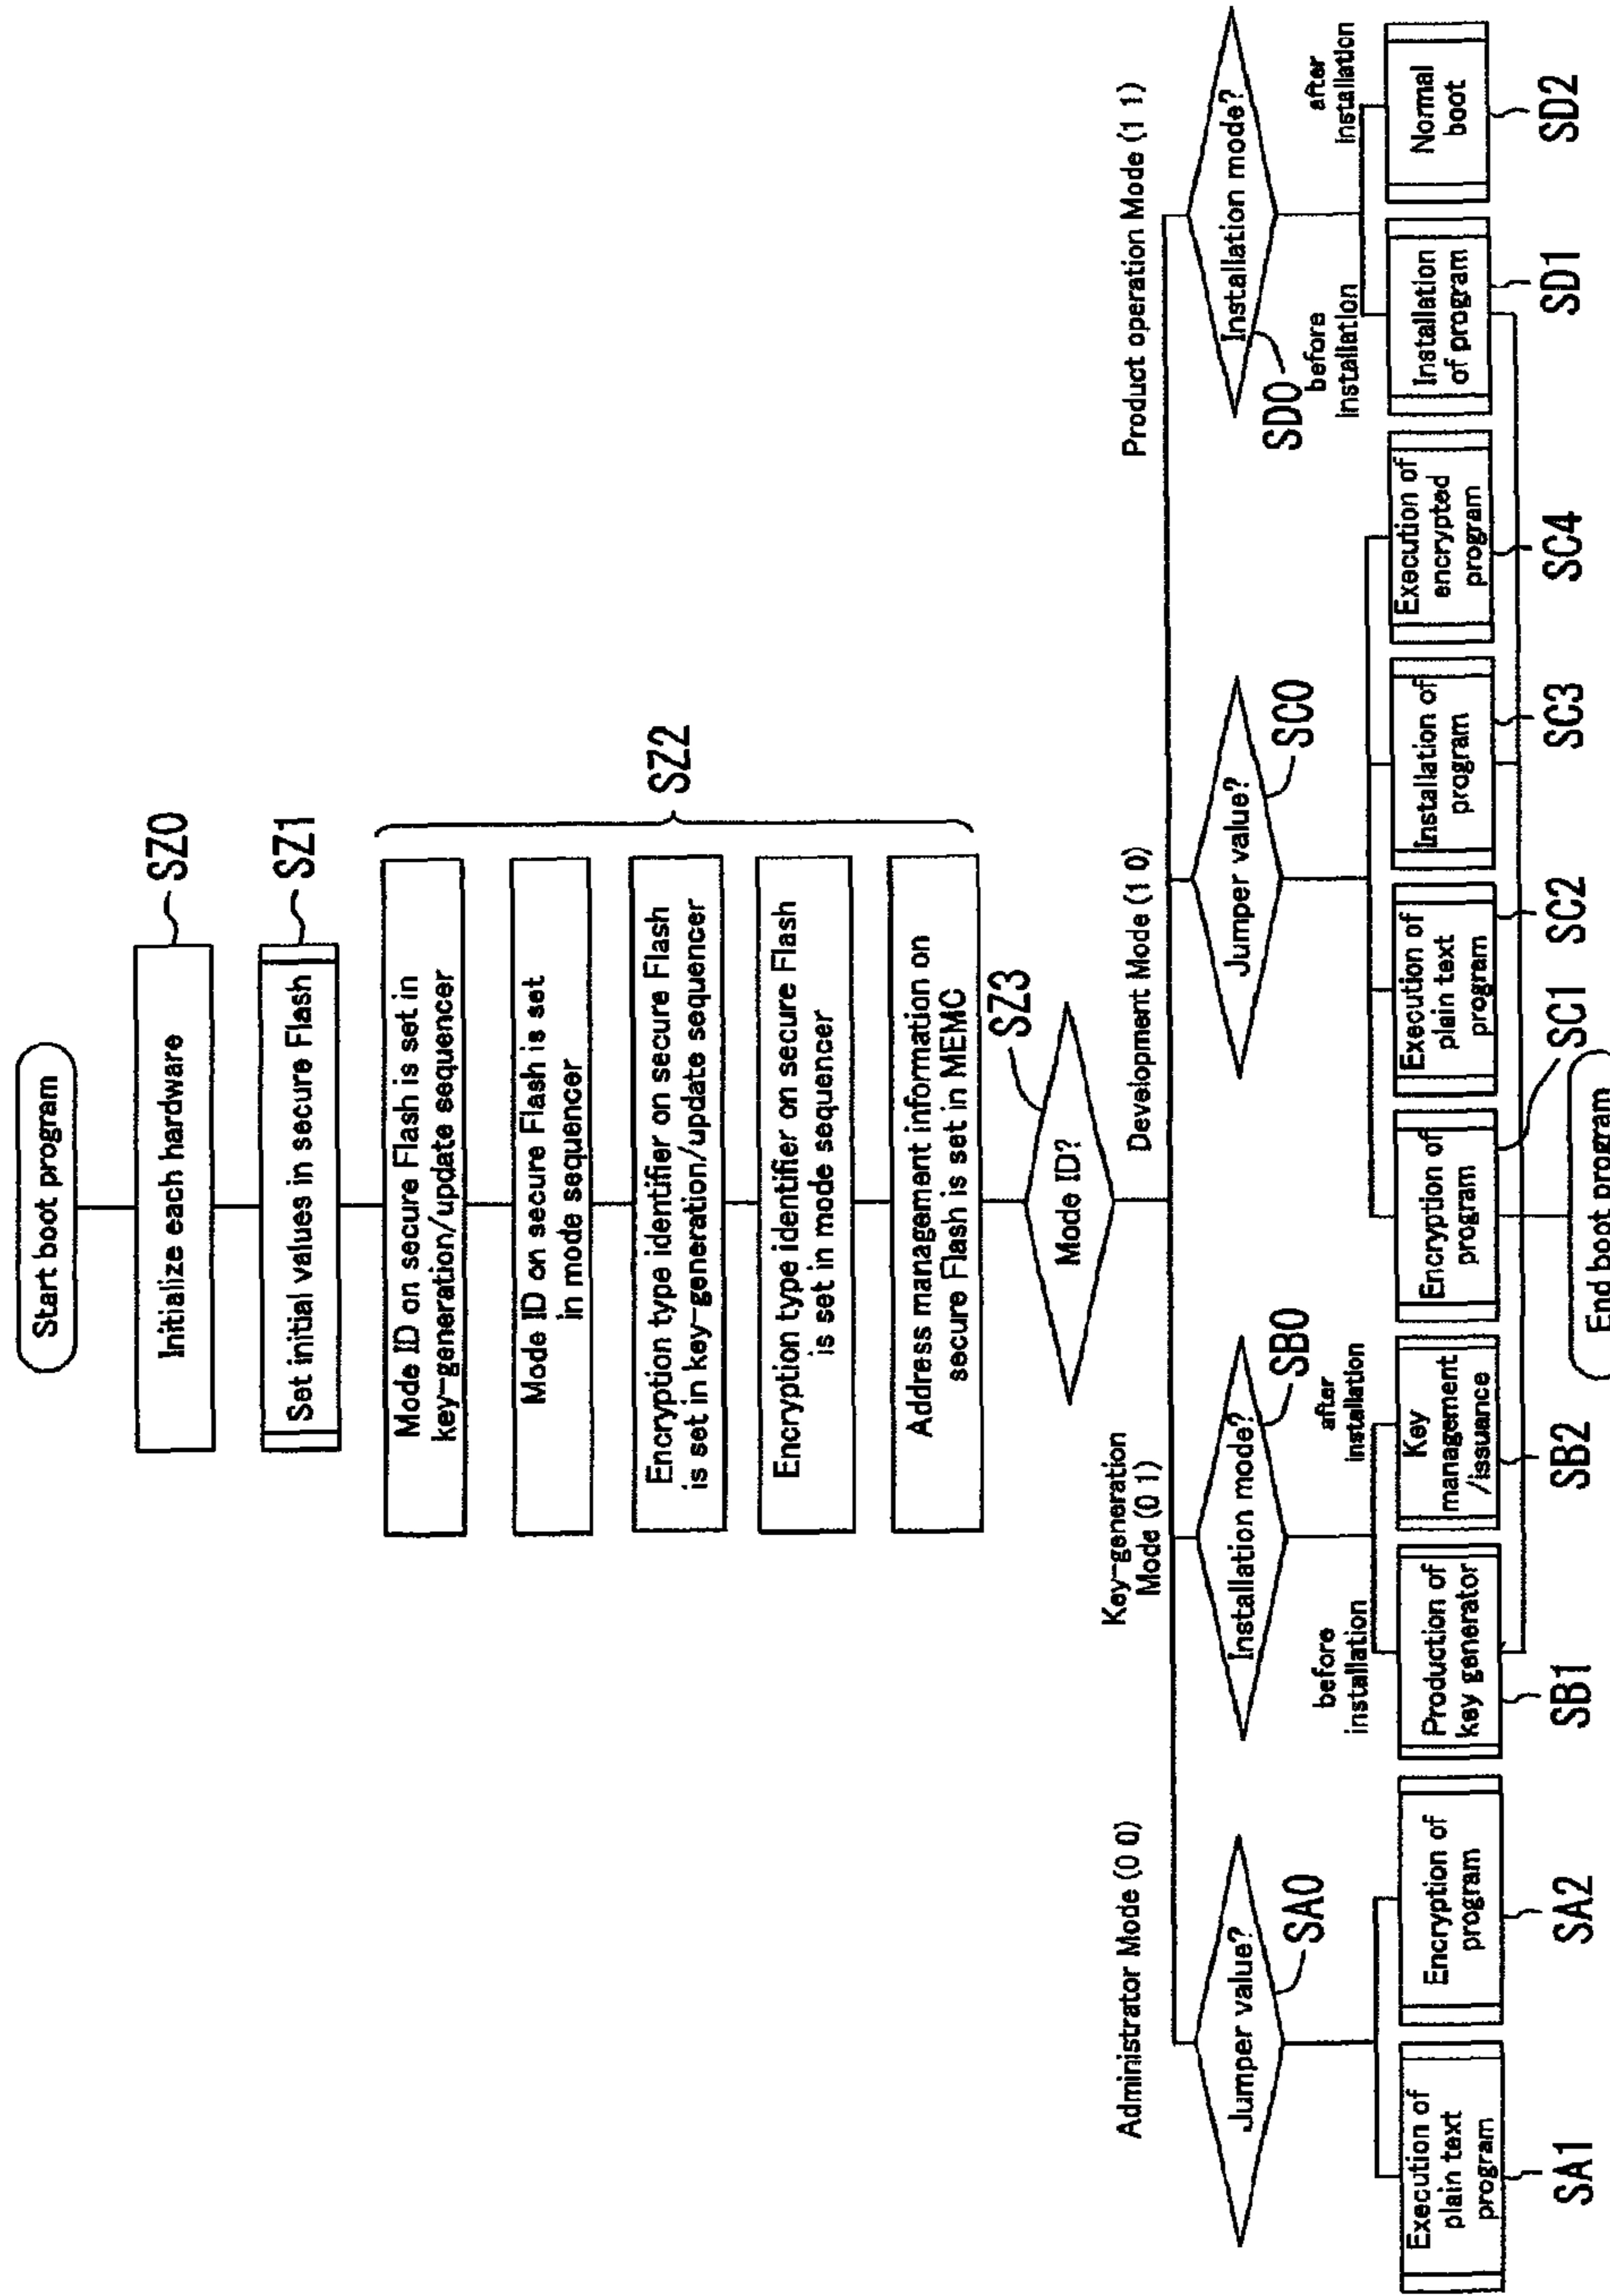 Start boot program
Initialize each hardware
SZ0
Set initial values in secure Flash
SZ1
Mode ID on secure Flash is set in
key-generation/update sequencer
Mode ID on secure Flash is set
in mode sequencer
Encryption type identifier on secure Flash
is set in key-generation/update sequencer
Encryption type identifier on secure Flash
is set in mode sequencer
Address management information on
secure Flash is set in MEMC
SZ2
Mode ID?
SZ3
Administrator Mode (0 0)
Key-generation
Mode (0 1)
Development Mode (1 0)
Product operation Mode (1 1)
Jumper value?
SA0
Installation mode?
SB0
Jumper value?
SC0
Installation mode?
SD0
before
installation
after
installation
before
installation
after
installation
Execution of
plain text
program
Encryption of
program
Production of
key generator
Key
management
/issuance
Encryption of
program
Execution of
plain text
program
Installation of
program
Execution of
encrypted
program
Installation
of program
Normal
boot
SA1
SA2
SB1
SB2
SC1
SC2
SC3
SC4
SD1
SD2
End boot program